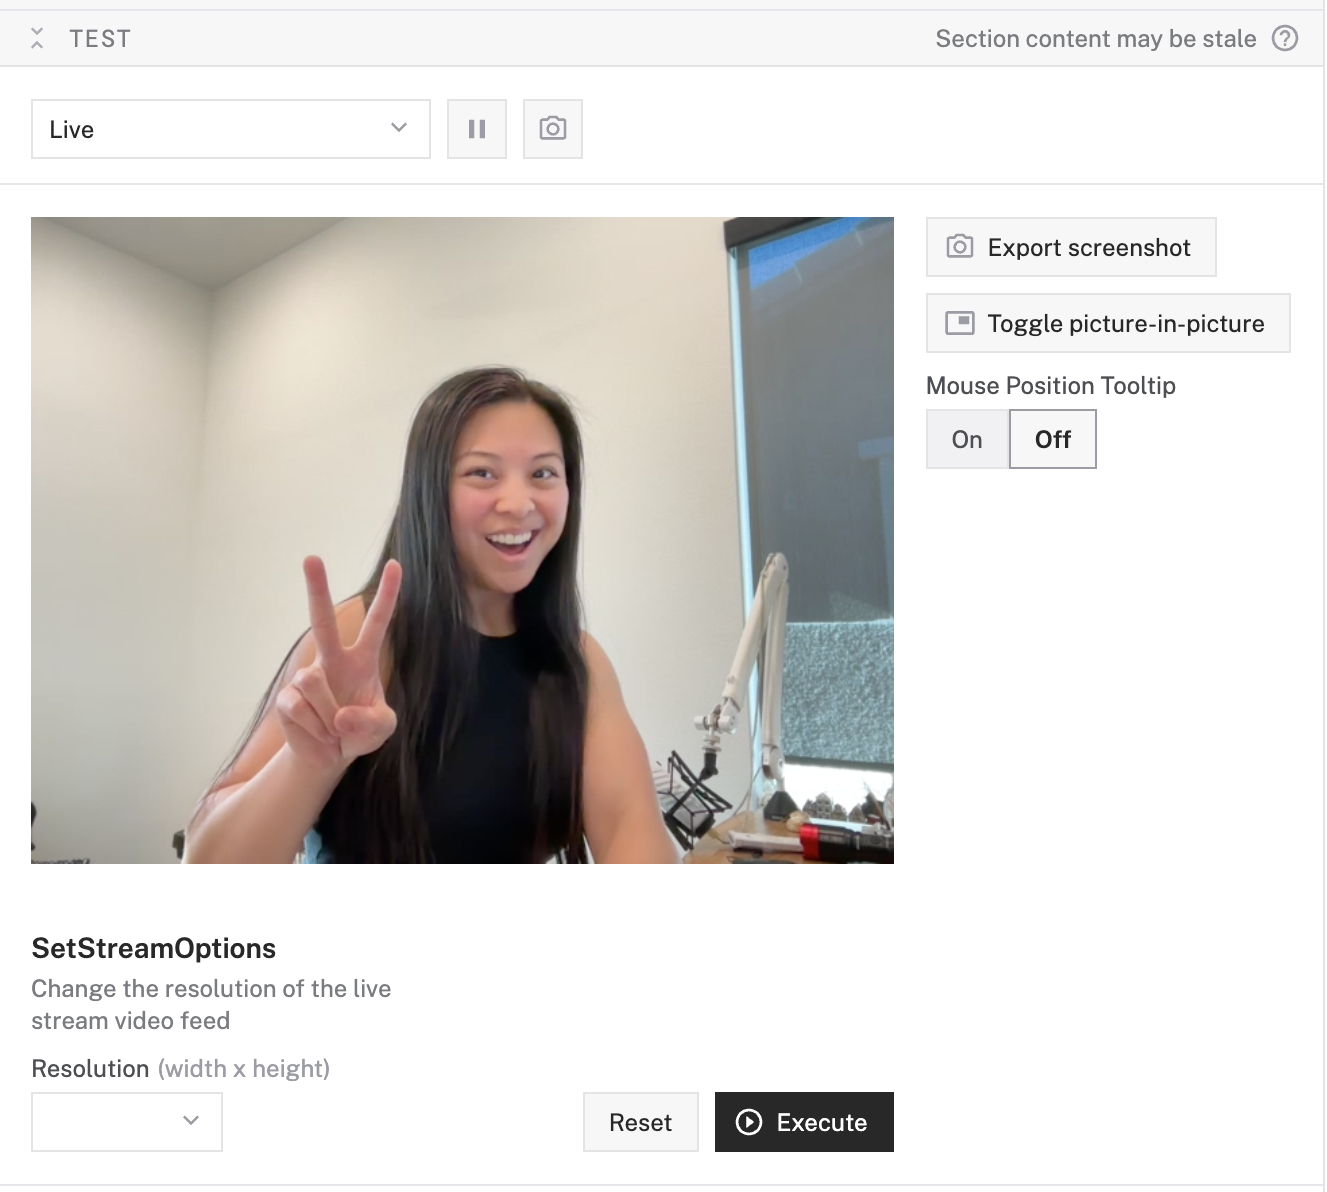 TEST
Section content may be stale
Live
Export screenshot
Toggle picture-in-picture
Mouse Position Tooltip
On
Off
SetStreamOptions
Change the resolution of the live
stream video feed
Resolution (width x height)
Reset
Execute